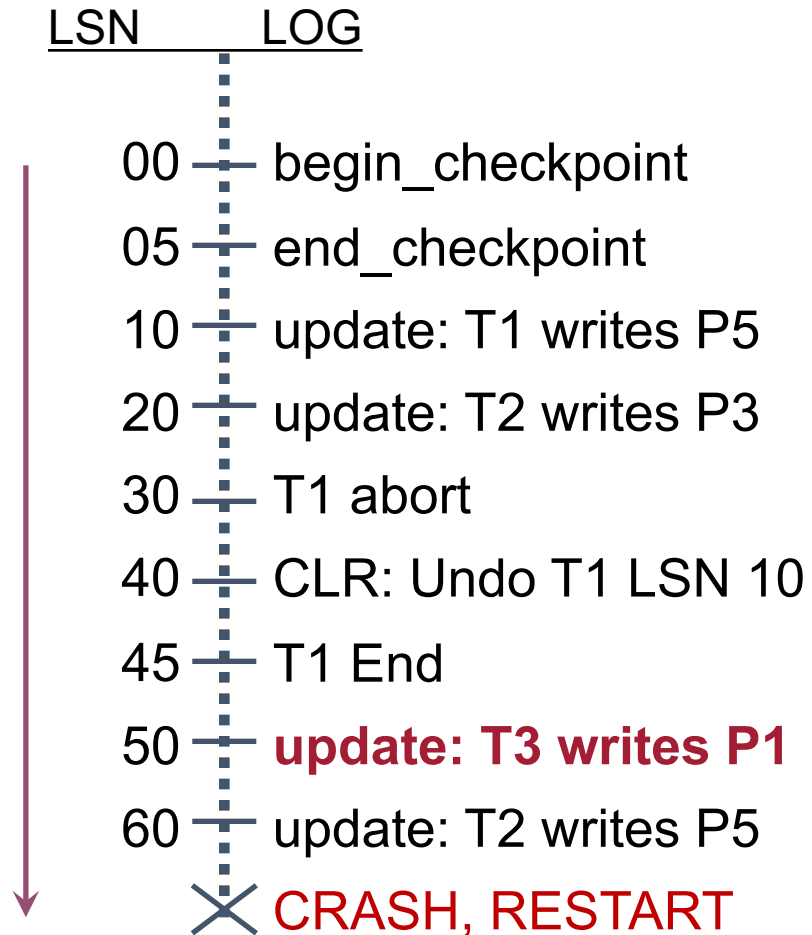 LSN LOG
00 begin_checkpoint
05 end_checkpoint
10 update: T1 writes P5
20 update: T2 writes P3
30 T1 abort
40 CLR: Undo T1 LSN 10
45 T1 End
50 update: T3 writes P1
60 update: T2 writes P5
CRASH, RESTART